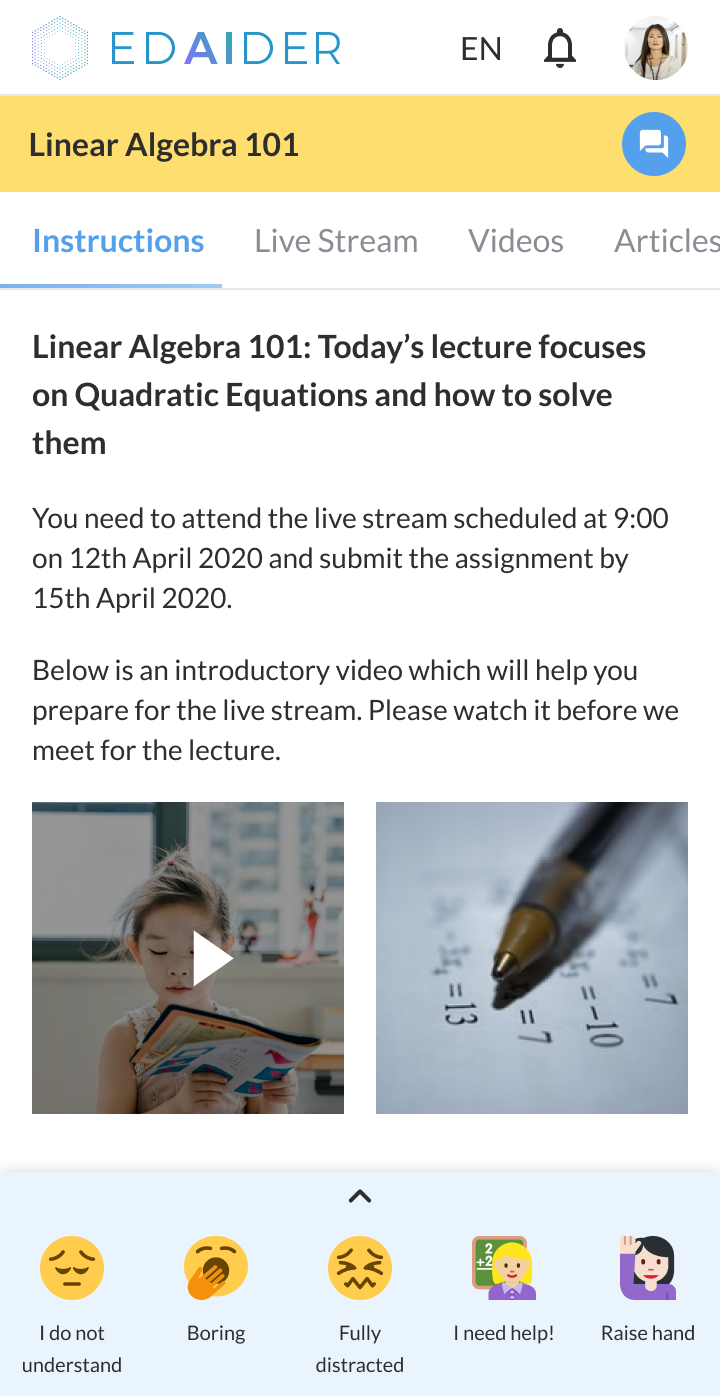 EDAIDER
EN
Linear Algebra 101
Instructions Live Stream Videos Articles
Linear Algebra 101: Today’s lecture focuses
on Quadratic Equations and how to solve
them
You need to attend the live stream scheduled at 9:00
on 12th April 2020 and submit the assignment by
15th April 2020.
Below is an introductory video which will help you
prepare for the live stream. Please watch it before we
meet for the lecture.
= 13
= 7
= -10
= 7
2
+2
I do not
understand
Boring
Fully
distracted
I need help!
Raise hand